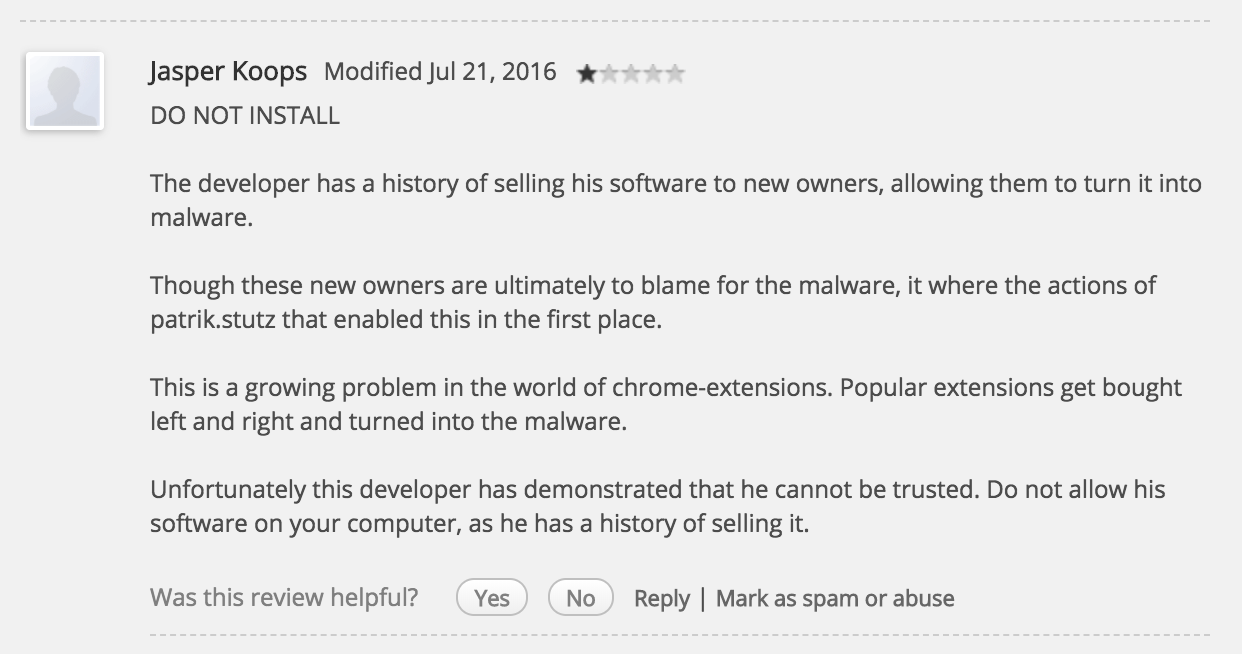 Jasper Koops Modified Jul 21, 2016
DO NOT INSTALL
The developer has a history of selling his software to new owners, allowing them to turn it into
malware.
Though these new owners are ultimately to blame for the malware, it where the actions of
patrik.stutz that enabled this in the first place.
This is a growing problem in the world of chrome-extensions. Popular extensions get bought
left and right and turned into the malware.
Unfortunately this developer has demonstrated that he cannot be trusted. Do not allow his
software on your computer, as he has a history of selling it.
Was this review helpful? Yes No Reply | Mark as spam or abuse